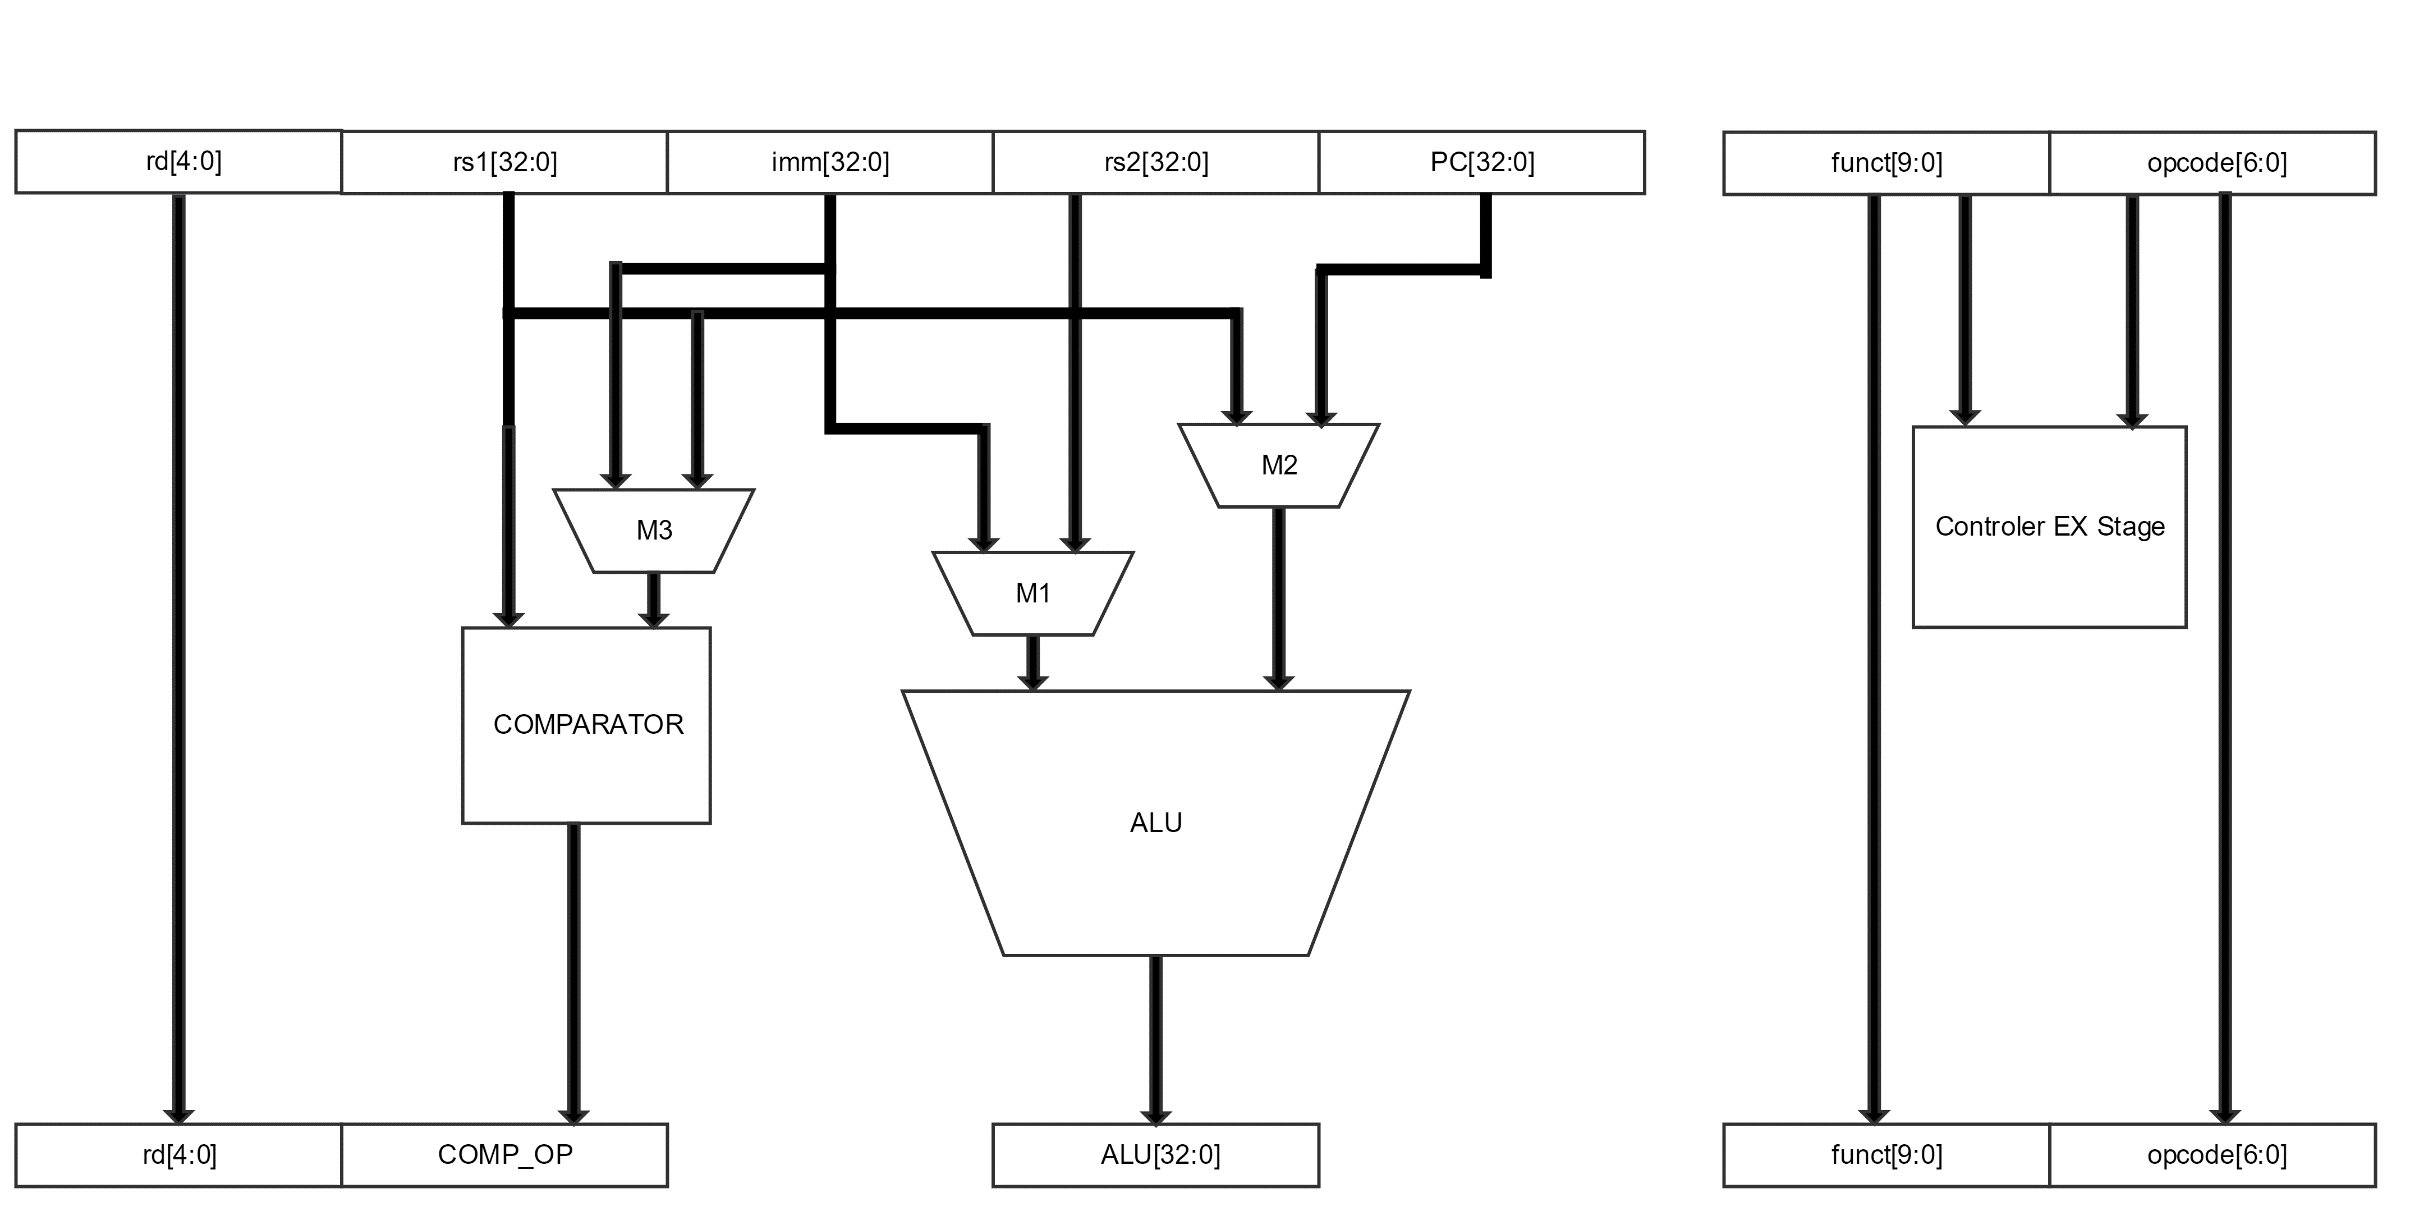 rd[4:0]
rs1[32:0]
imm[32:0]
rs2[32:0]
PC[32:0]
funct[9:0]
opcode[6:0]
M2
M3
Controler EX Stage
M1
COMPARATOR
ALU
rd[4:0]
COMP_OP
ALU[32:0]
funct[9:0]
opcode[6:0]